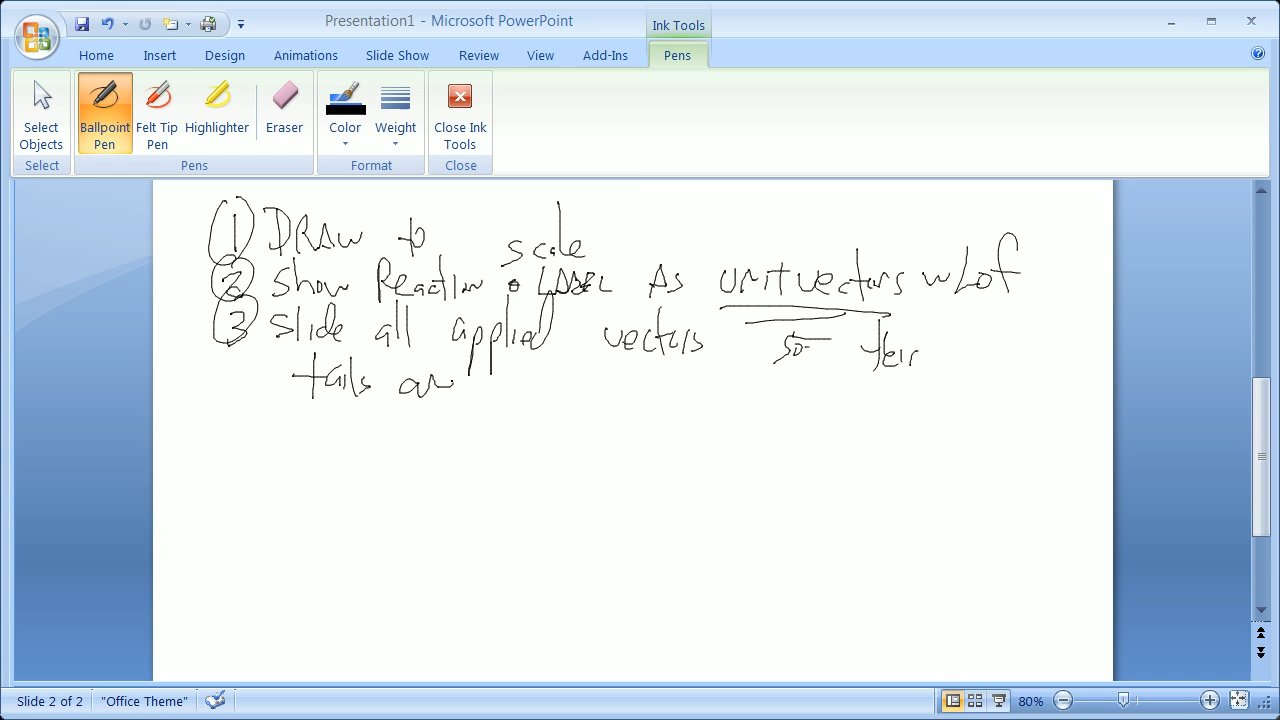 Presentation1 - Microsoft PowerPoint
Ink Tools
Home Insert Design Animations Slide Show Review View Add-Ins Pens
Select Objects
Ballpoint Pen
Felt Tip Pen
Highlighter
Eraser
Color
Weight
Close Ink Tools
Select Pens Format Close
① DRAW to scale
② Show Reaction LABEL As unit vectors w/
③ Slide all applied vectors so their
tails
Slide 2 of 2 "Office Theme" 80%